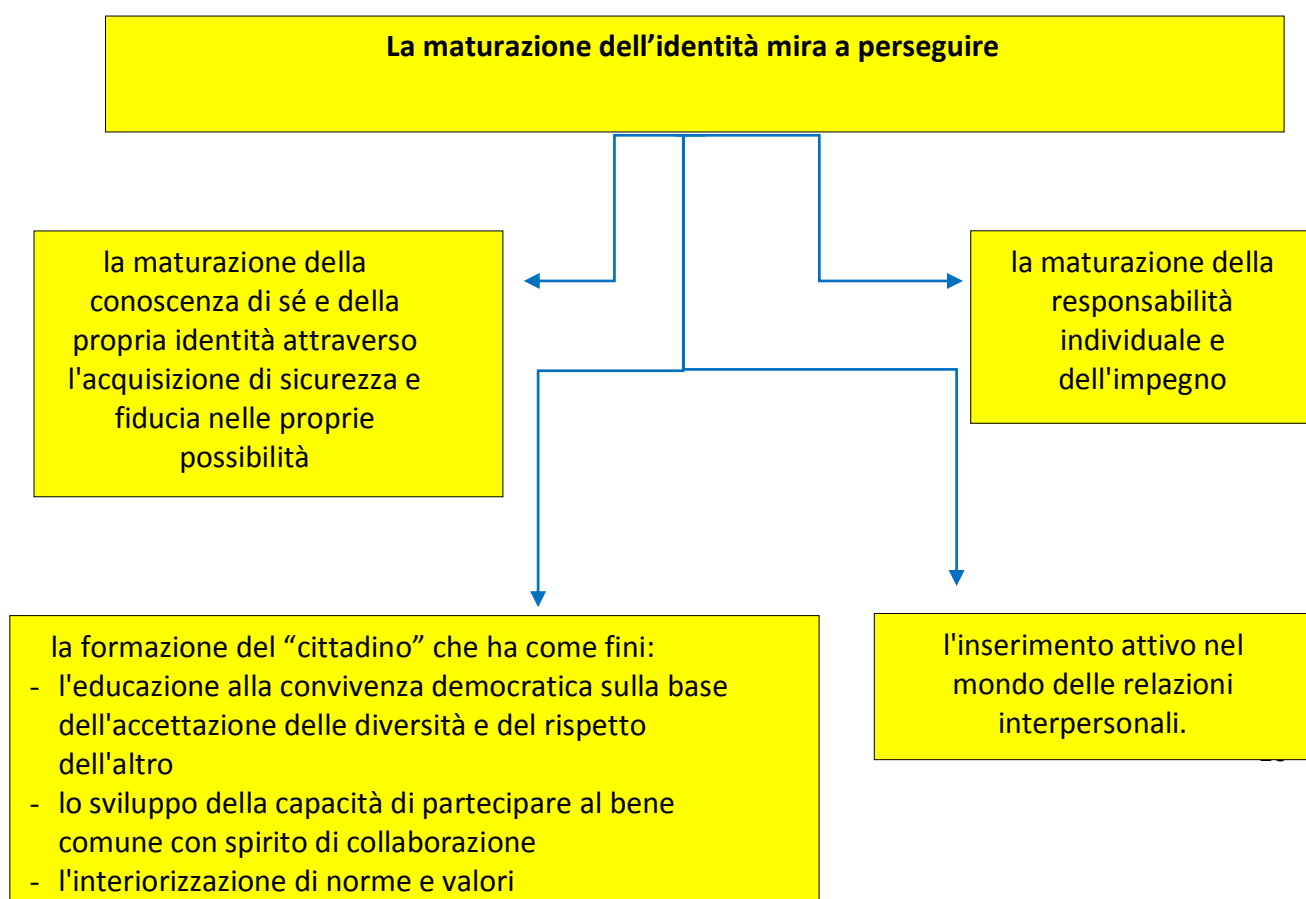 La maturazione dell’identità mira a perseguire
la maturazione della
conoscenza di sé e della
propria identità attraverso
l'acquisizione di sicurezza e
fiducia nelle proprie
possibilità
la maturazione della
responsabilità
individuale e
dell'impegno
la formazione del “cittadino” che ha come fini:
- l'educazione alla convivenza democratica sulla base
dell'accettazione delle diversità e del rispetto
dell'altro
- lo sviluppo della capacità di partecipare al bene
comune con spirito di collaborazione
- l'interiorizzazione di norme e valori
l'inserimento attivo nel
mondo delle relazioni
interpersonali.